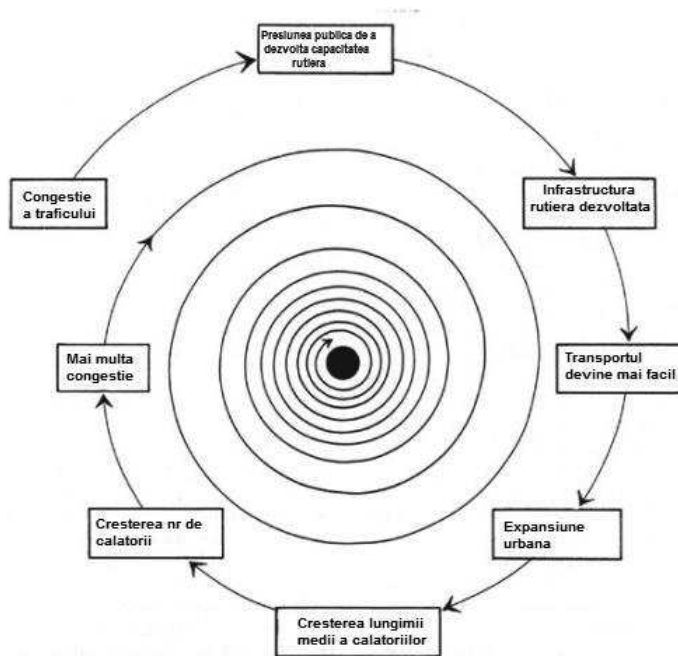 Presiunea publica de a
dezvolta capacitatea
rutiera
Congestie
a traficului
Infrastructura
rutiera dezvoltata
Mai multa
congestie
Transportul
devine mai facil
Cresterea nr de
calatorii
Expansiune
urbana
Cresterea lungimii
medii a calatoriilor